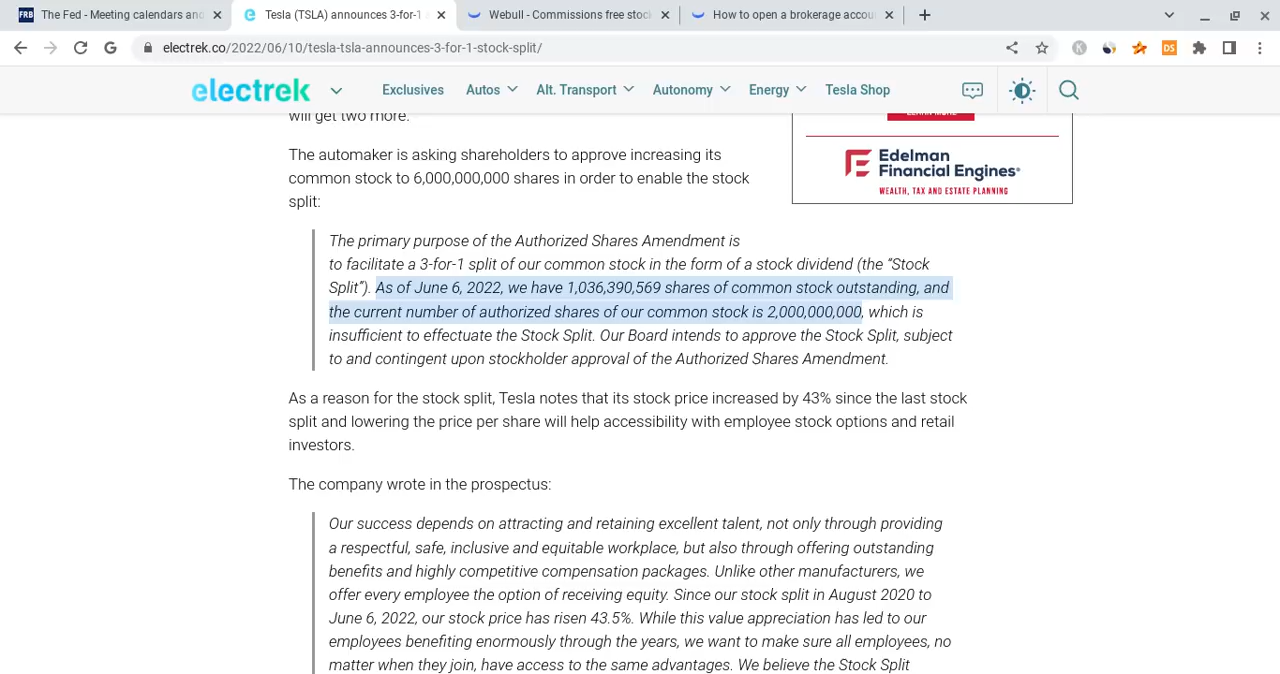 The Fed - Meeting calendars and
Tesla (TSLA) announces 3-for-1
Webull - Commissions free stoc
How to open a brokerage accou
electrek.co/2022/06/10/tesla-tsla-announces-3-for-1-stock-split/
electrek
Exclusives
Autos
Alt. Transport
Autonomy
Energy
Tesla Shop
will get two more.
LEARN MORE
Edelman
Financial Engines®
WEALTH, TAX AND ESTATE PLANNING
The automaker is asking shareholders to approve increasing its
common stock to 6,000,000,000 shares in order to enable the stock
split:
The primary purpose of the Authorized Shares Amendment is
to facilitate a 3-for-1 split of our common stock in the form of a stock dividend (the “Stock
Split”). As of June 6, 2022, we have 1,036,390,569 shares of common stock outstanding, and
the current number of authorized shares of our common stock is 2,000,000,000, which is
insufficient to effectuate the Stock Split. Our Board intends to approve the Stock Split, subject
to and contingent upon stockholder approval of the Authorized Shares Amendment.
As a reason for the stock split, Tesla notes that its stock price increased by 43% since the last stock
split and lowering the price per share will help accessibility with employee stock options and retail
investors.
The company wrote in the prospectus:
Our success depends on attracting and retaining excellent talent, not only through providing
a respectful, safe, inclusive and equitable workplace, but also through offering outstanding
benefits and highly competitive compensation packages. Unlike other manufacturers, we
offer every employee the option of receiving equity. Since our stock split in August 2020 to
June 6, 2022, our stock price has risen 43.5%. While this value appreciation has led to our
employees benefiting enormously through the years, we want to make sure all employees, no
matter when they join, have access to the same advantages. We believe the Stock Split